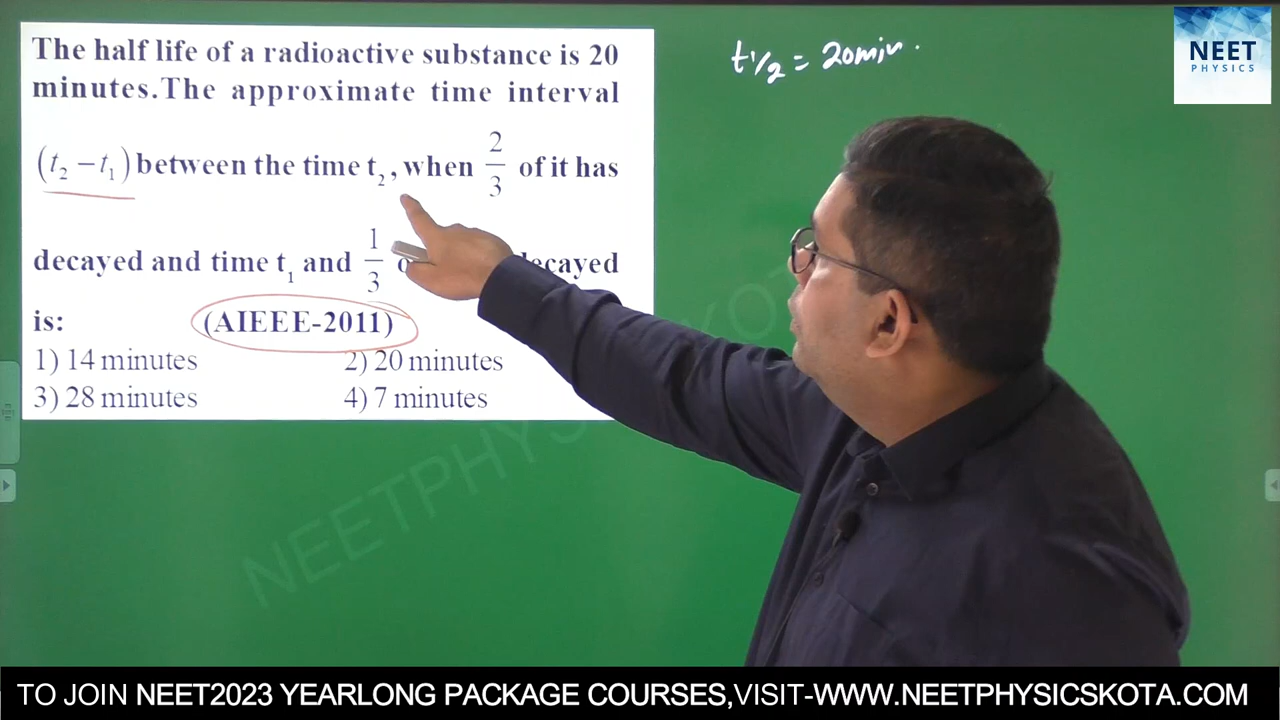 The half life of a radioactive substance is 20
minutes.The approximate time interval
(t₂ – t₁) between the time t₂, when 2/3 of it has
decayed and time t₁ and 1/3 decayed
is: (AIEEE-2011)
1) 14 minutes 2) 20 minutes
3) 28 minutes 4) 7 minutes
t1/2 = 20min.
NEET
PHYSICS
NEETPHYSICSKOTA
TO JOIN NEET2023 YEARLONG PACKAGE COURSES,VISIT-WWW.NEETPHYSICSKOTA.COM